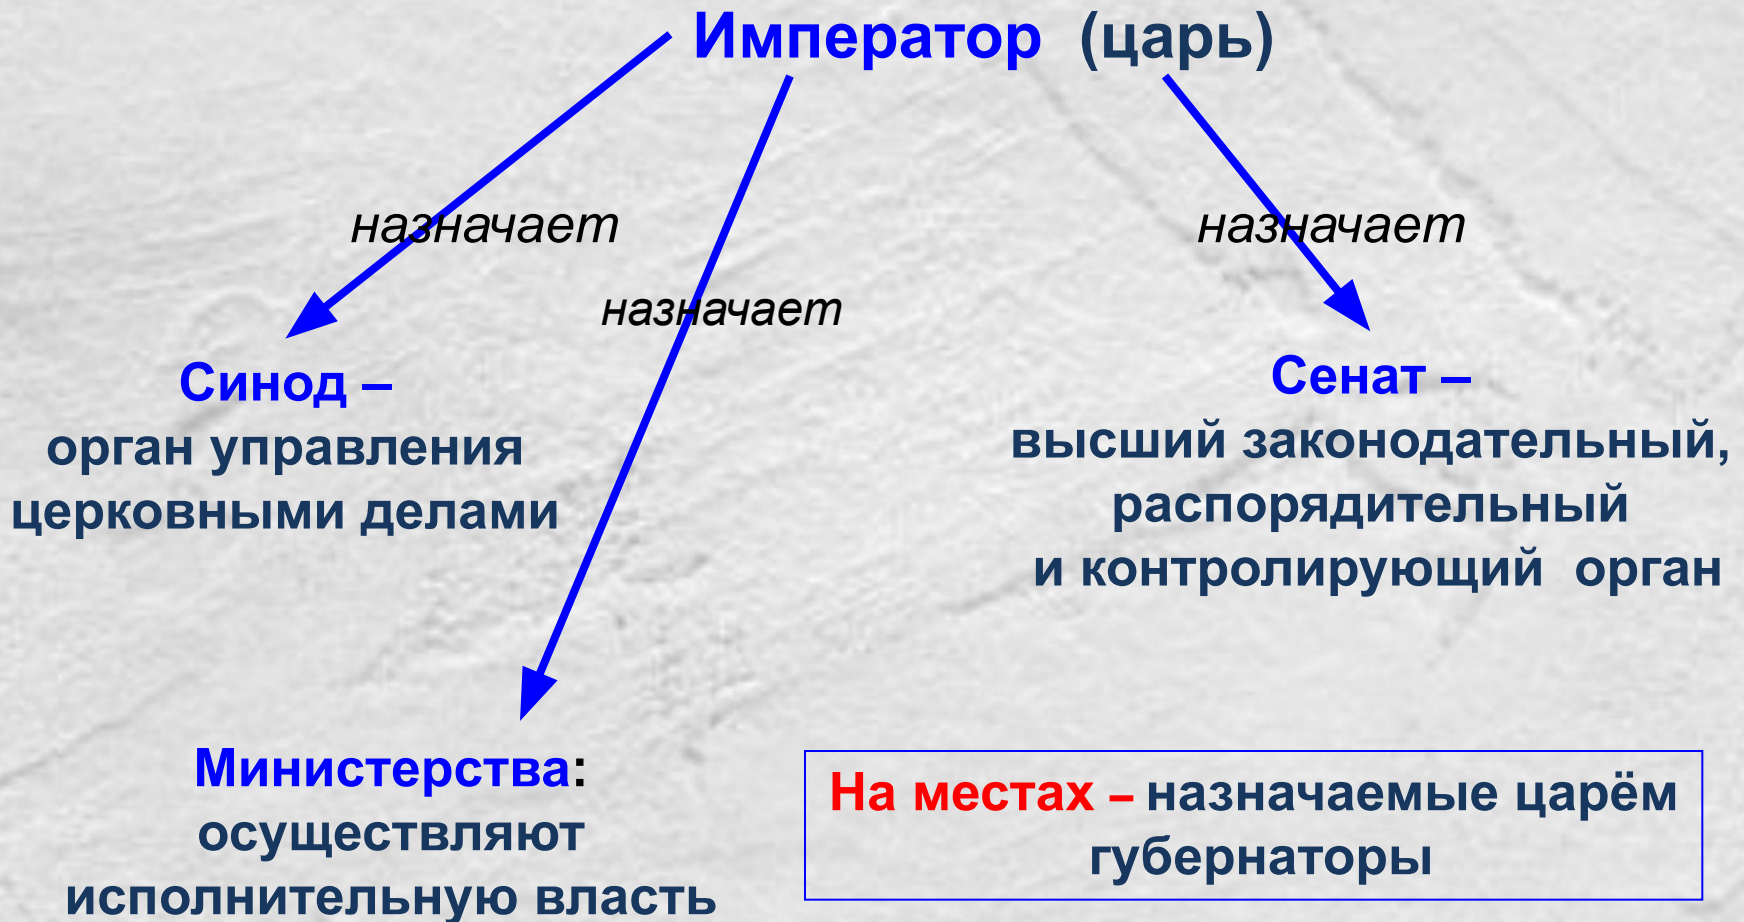 Император (царь)
назначает
назначает
назначает
Синод –
орган управления
церковными делами
Сенат –
высший законодательный,
распорядительный
и контролирующий орган
Министерства:
осуществляют
исполнительную власть
На местах – назначаемые царём
губернаторы